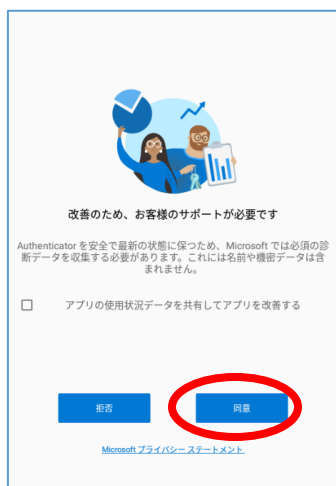 改善のため、お客様のサポートが必要です
Authenticator を安全で最新の状態に保つため、Microsoft では必須の診
断データを収集する必要があります。これには名前や機密データは含
まれません。
アプリの使用状況データを共有してアプリを改善する
拒否
同意
Microsoft プライバシー ステートメント